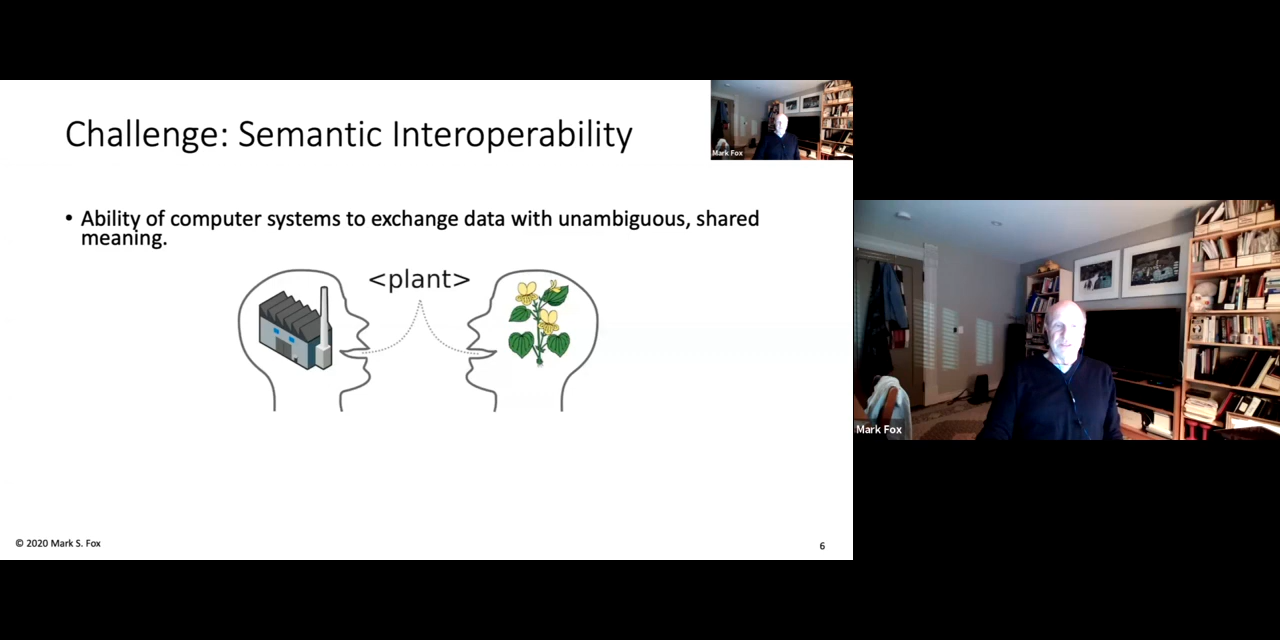 Challenge: Semantic Interoperability
Mark Fox
• Ability of computer systems to exchange data with unambiguous, shared
meaning.
<plant>
Mark Fox
© 2020 Mark S. Fox
6